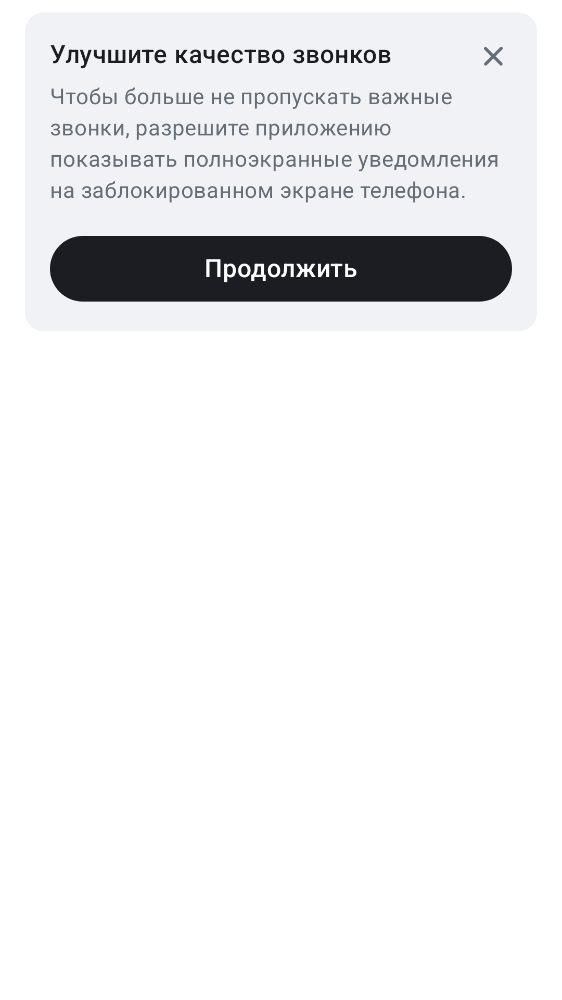 Улучшите качество звонков
Чтобы больше не пропускать важные
звонки, разрешите приложению
показывать полноэкранные уведомления
на заблокированном экране телефона.
Продолжить